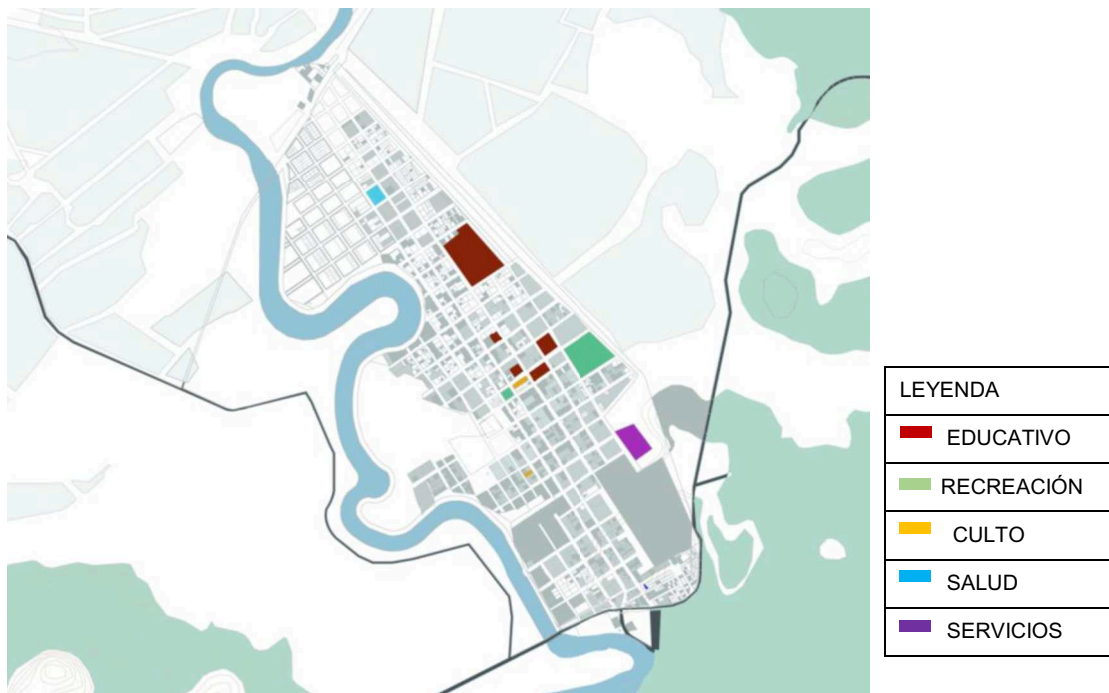 LEYENDA
EDUCATIVO
RECREACIÓN
CULTO
SALUD
SERVICIOS